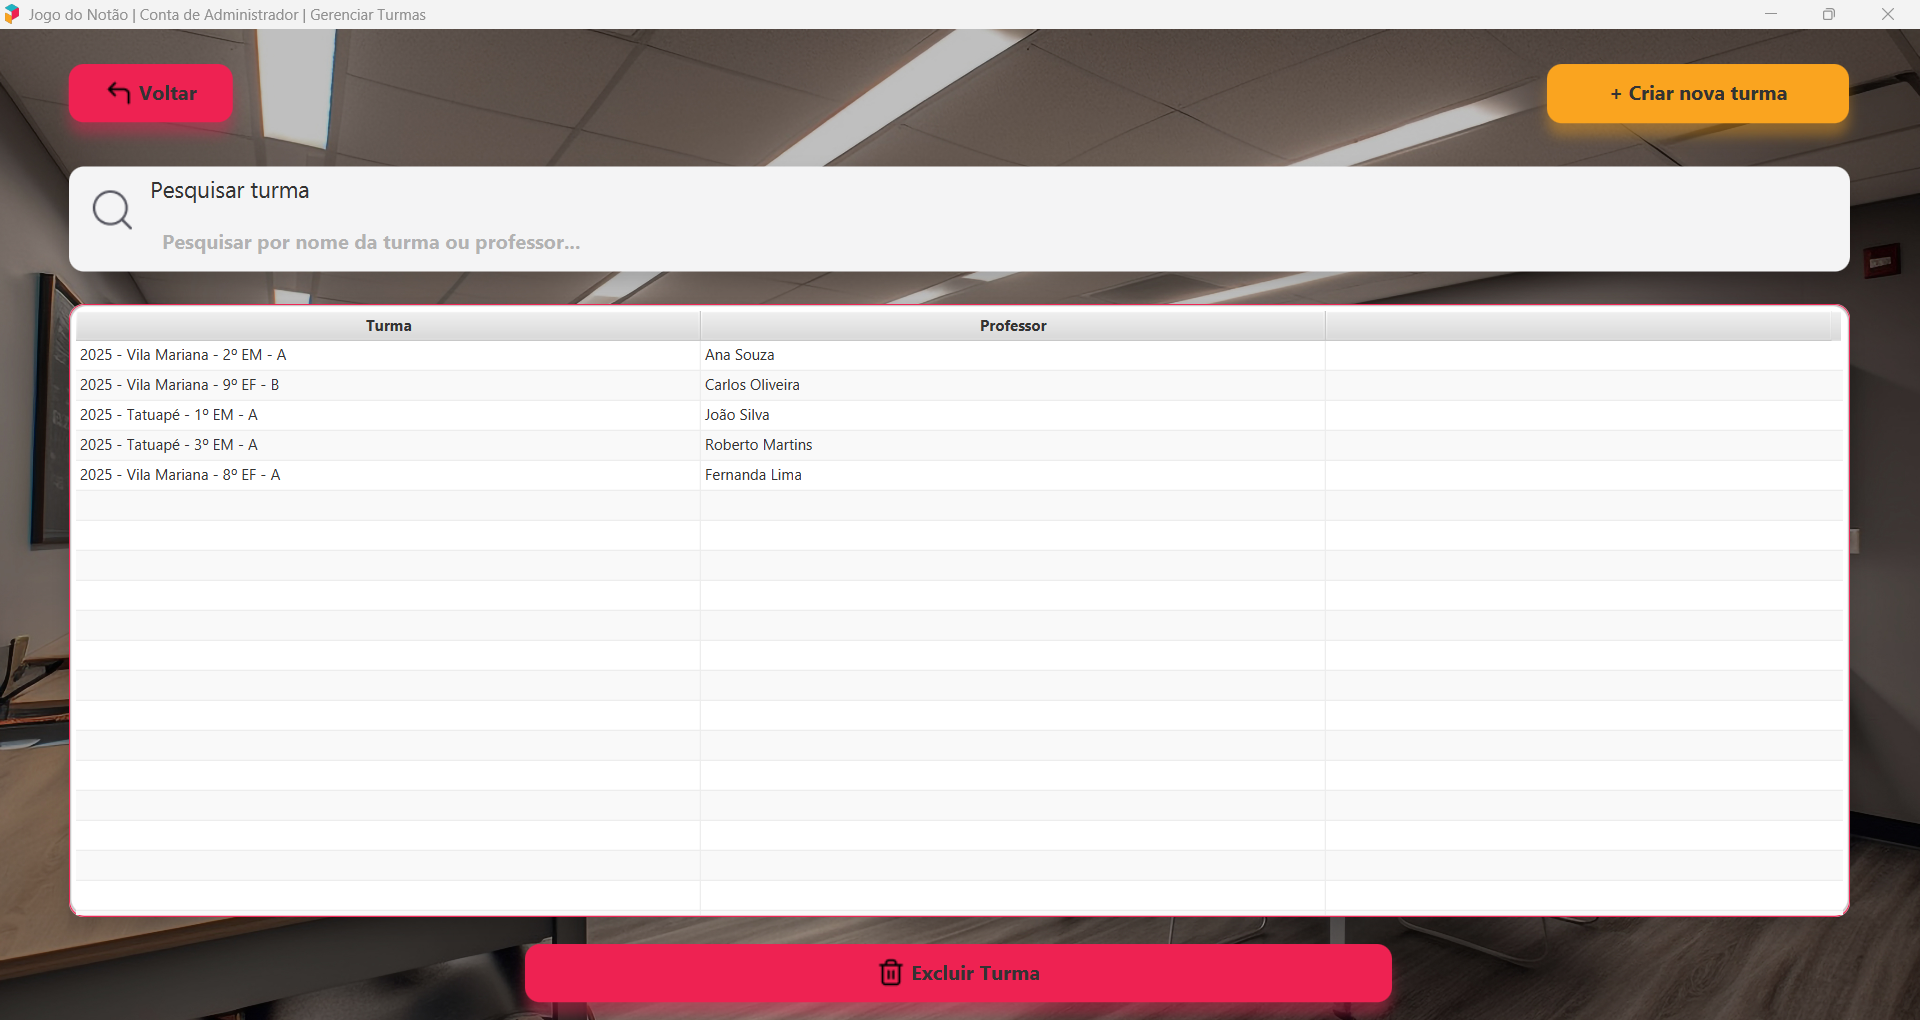 Jogo do Notão | Conta de Administrador | Gerenciar Turmas
Voltar
+ Criar nova turma
Pesquisar turma
Pesquisar por nome da turma ou professor...
Turma Professor
2025 - Vila Mariana - 2º EM - A Ana Souza
2025 - Vila Mariana - 9º EF - B Carlos Oliveira
2025 - Tatuapé - 1º EM - A João Silva
2025 - Tatuapé - 3º EM - A Roberto Martins
2025 - Vila Mariana - 8º EF - A Fernanda Lima
Excluir Turma